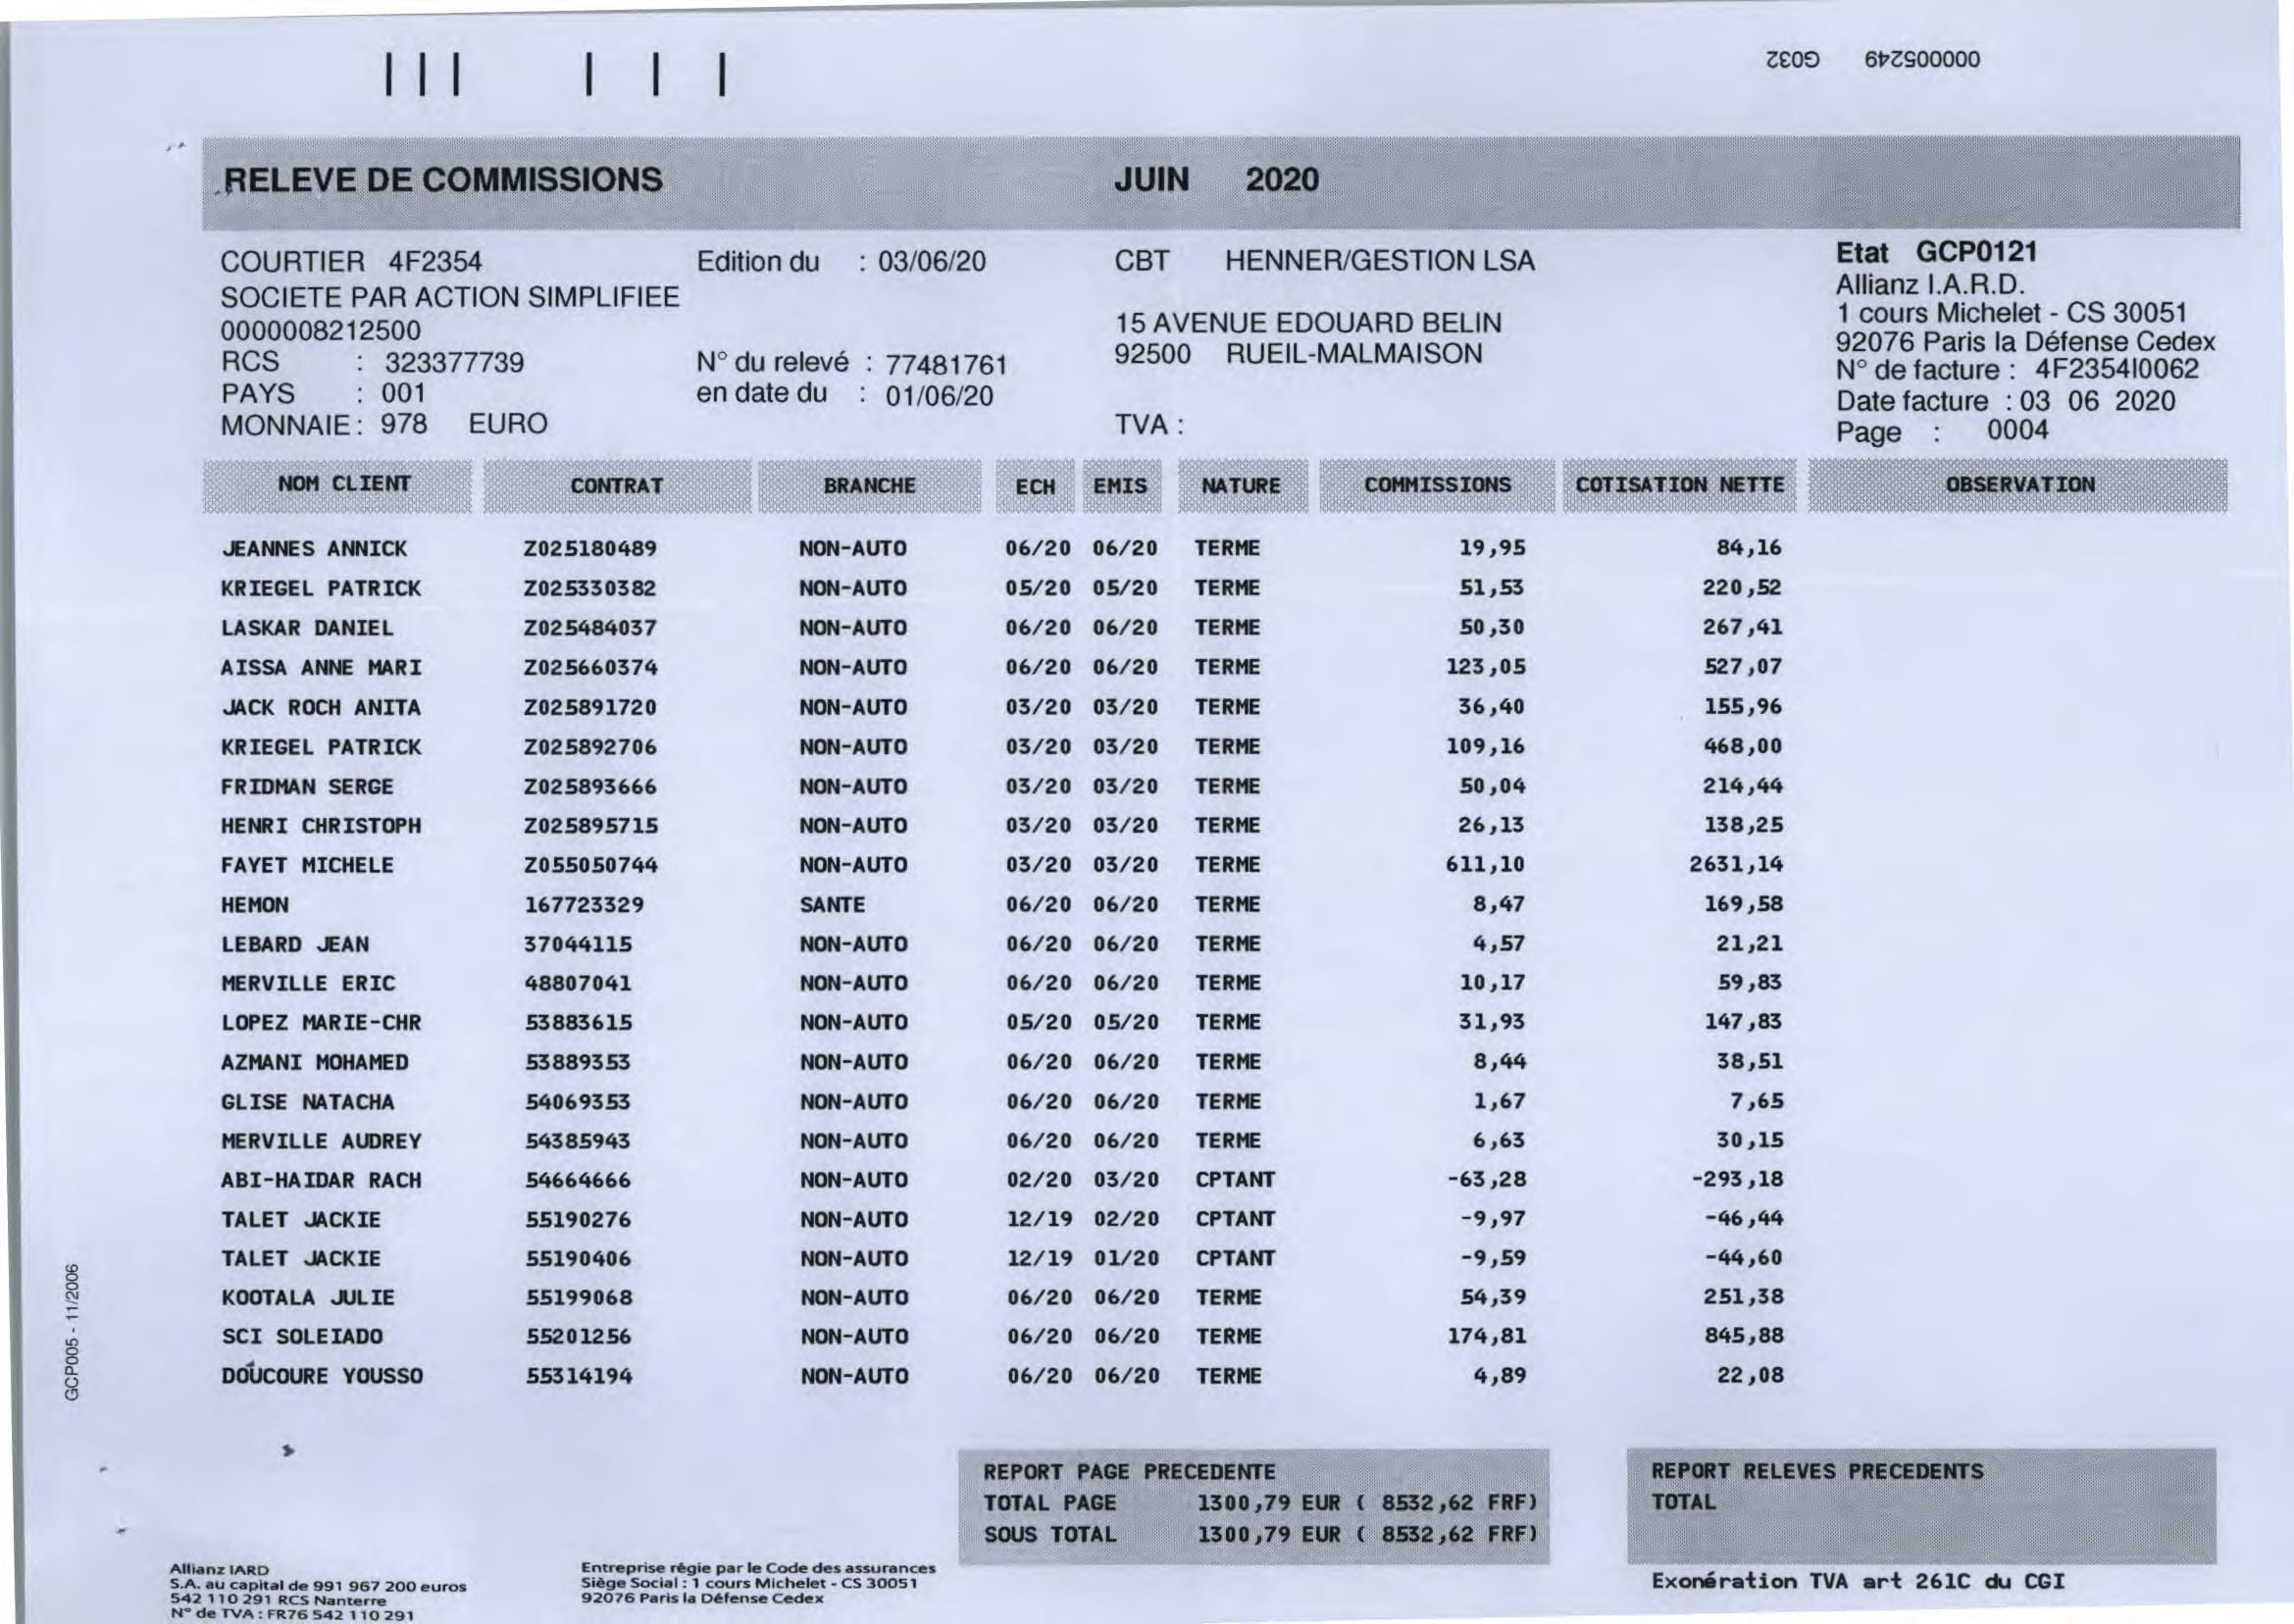 000005249 G032
RELEVE DE COMMISSIONS JUIN 2020
COURTIER 4F2354 Edition du : 03/06/20 CBT HENNER/GESTION LSA Etat GCP0121
SOCIETE PAR ACTION SIMPLIFIEE Allianz I.A.R.D.
0000008212500 15 AVENUE EDOUARD BELIN 1 cours Michelet - CS 30051
RCS : 323377739 N° du relevé : 77481761 92500 RUEIL-MALMAISON 92076 Paris la Défense Cedex
N° de facture : 4F2354I0062
PAYS : 001 en date du : 01/06/20 Date facture : 03 06 2020
MONNAIE : 978 EURO TVA : Page : 0004
NOM CLIENT CONTRAT BRANCHE ECH EMIS NATURE COMMISSIONS COTISATION NETTE OBSERVATION
JEANNES ANNICK Z025180489 NON-AUTO 06/20 06/20 TERME 19,95 84,16
KRIEGEL PATRICK Z025330382 NON-AUTO 05/20 05/20 TERME 51,53 220,52
LASKAR DANIEL Z025484037 NON-AUTO 06/20 06/20 TERME 50,30 267,41
AISSA ANNE MARI Z025660374 NON-AUTO 06/20 06/20 TERME 123,05 527,07
JACK ROCH ANITA Z025891720 NON-AUTO 03/20 03/20 TERME 36,40 155,96
KRIEGEL PATRICK Z025892706 NON-AUTO 03/20 03/20 TERME 109,16 468,00
FRIDMAN SERGE Z025893666 NON-AUTO 03/20 03/20 TERME 50,04 214,44
HENRI CHRISTOPH Z025895715 NON-AUTO 03/20 03/20 TERME 26,13 138,25
FAYET MICHELE Z055050744 NON-AUTO 03/20 03/20 TERME 611,10 2631,14
HEMON 167723329 SANTE 06/20 06/20 TERME 8,47 169,58
LEBARD JEAN 37044115 NON-AUTO 06/20 06/20 TERME 4,57 21,21
MERVILLE ERIC 48807041 NON-AUTO 06/20 06/20 TERME 10,17 59,83
LOPEZ MARIE-CHR 53883615 NON-AUTO 05/20 05/20 TERME 31,93 147,83
AZMANI MOHAMED 53889353 NON-AUTO 06/20 06/20 TERME 8,44 38,51
GLISE NATACHA 54069353 NON-AUTO 06/20 06/20 TERME 1,67 7,65
MERVILLE AUDREY 54385943 NON-AUTO 06/20 06/20 TERME 6,63 30,15
ABI-HAIDAR RACH 54664666 NON-AUTO 02/20 03/20 CPTANT -63,28 -293,18
TALET JACKIE 55190276 NON-AUTO 12/19 02/20 CPTANT -9,97 -46,44
TALET JACKIE 55190406 NON-AUTO 12/19 01/20 CPTANT -9,59 -44,60
KOOTALA JULIE 55199068 NON-AUTO 06/20 06/20 TERME 54,39 251,38
SCI SOLEIADO 55201256 NON-AUTO 06/20 06/20 TERME 174,81 845,88
DOUCOURE YOUSSO 55314194 NON-AUTO 06/20 06/20 TERME 4,89 22,08
GCP005 - 11/2006
REPORT PAGE PRECEDENTE REPORT RELEVES PRECEDENTS
TOTAL PAGE 1300,79 EUR ( 8532,62 FRF) TOTAL
SOUS TOTAL 1300,79 EUR ( 8532,62 FRF)
Allianz IARD Entreprise régie par le Code des assurances
S.A. au capital de 991 967 200 euros Siège Social : 1 cours Michelet - CS 30051
542 110 291 RCS Nanterre 92076 Paris la Défense Cedex
N° de TVA : FR76 542 110 291
Exonération TVA art 261C du CGI